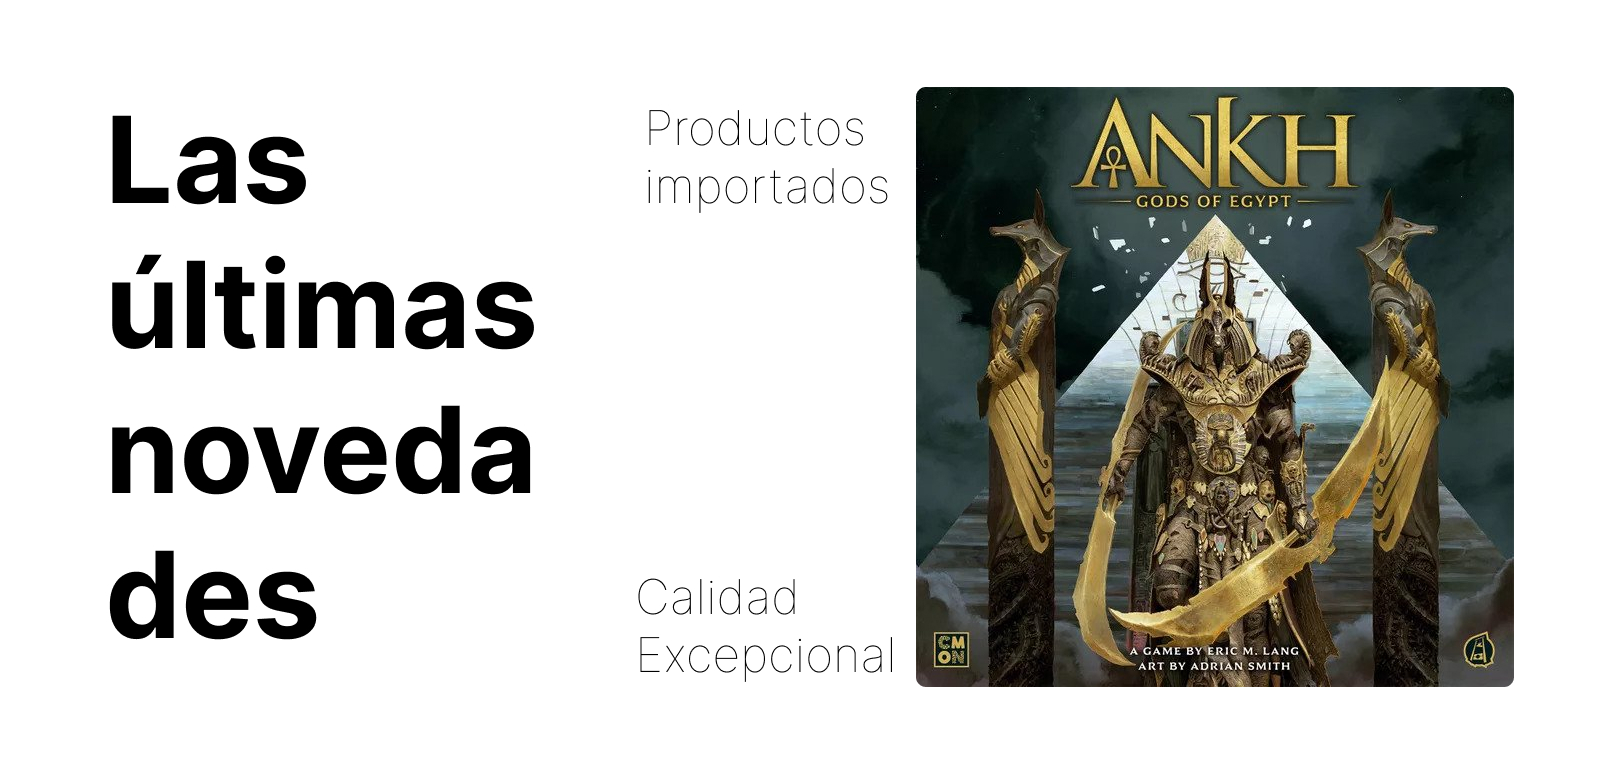 Las
últimas
noveda
des
Productos
importados
Calidad
Excepcional
ANKH
GODS OF EGYPT
CM
ON
A GAME BY ERIC M. LANG
ART BY ADRIAN SMITH